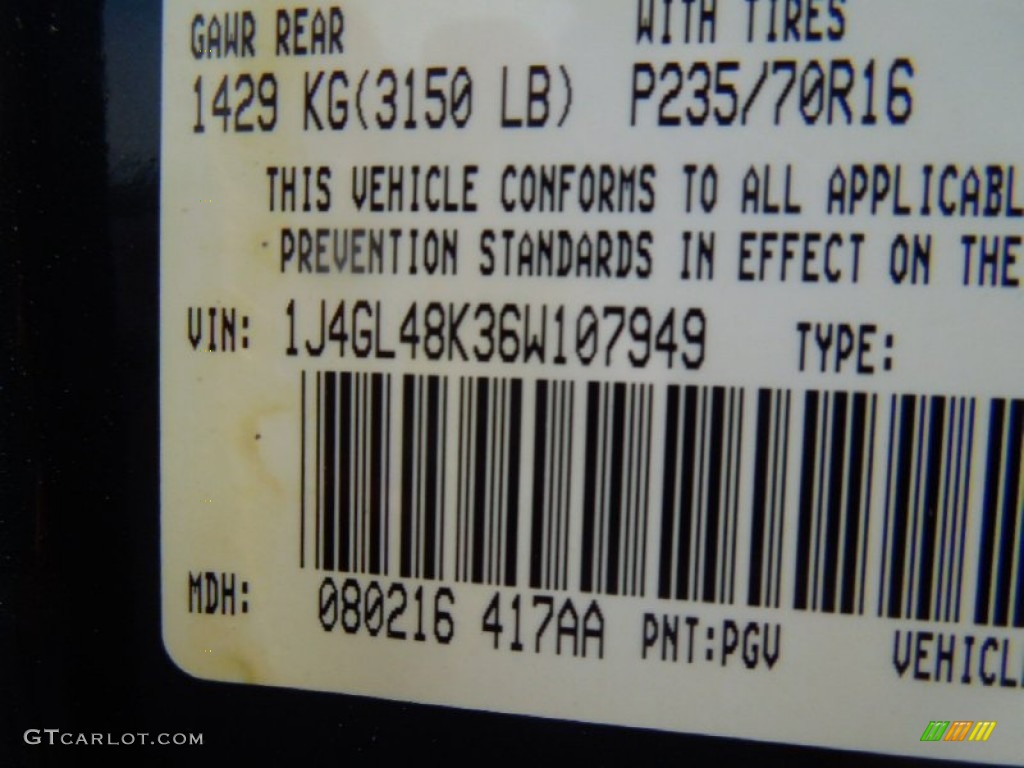 GAWR REAR WITH TIRES
1429 KG(3150 LB) P235/70R16
THIS VEHICLE CONFORMS TO ALL APPLICABL
PREVENTION STANDARDS IN EFFECT ON THE
VIN: 1J4GL48K36W107949 TYPE:
MDH: 080216 417AA PNT:PGV VEHICL
GTCARLOT.COM